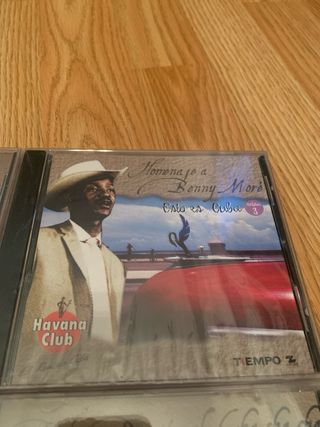 Homenaje a
Benny Moré
Esto es Cuba
Havana
Club
TIEMPO